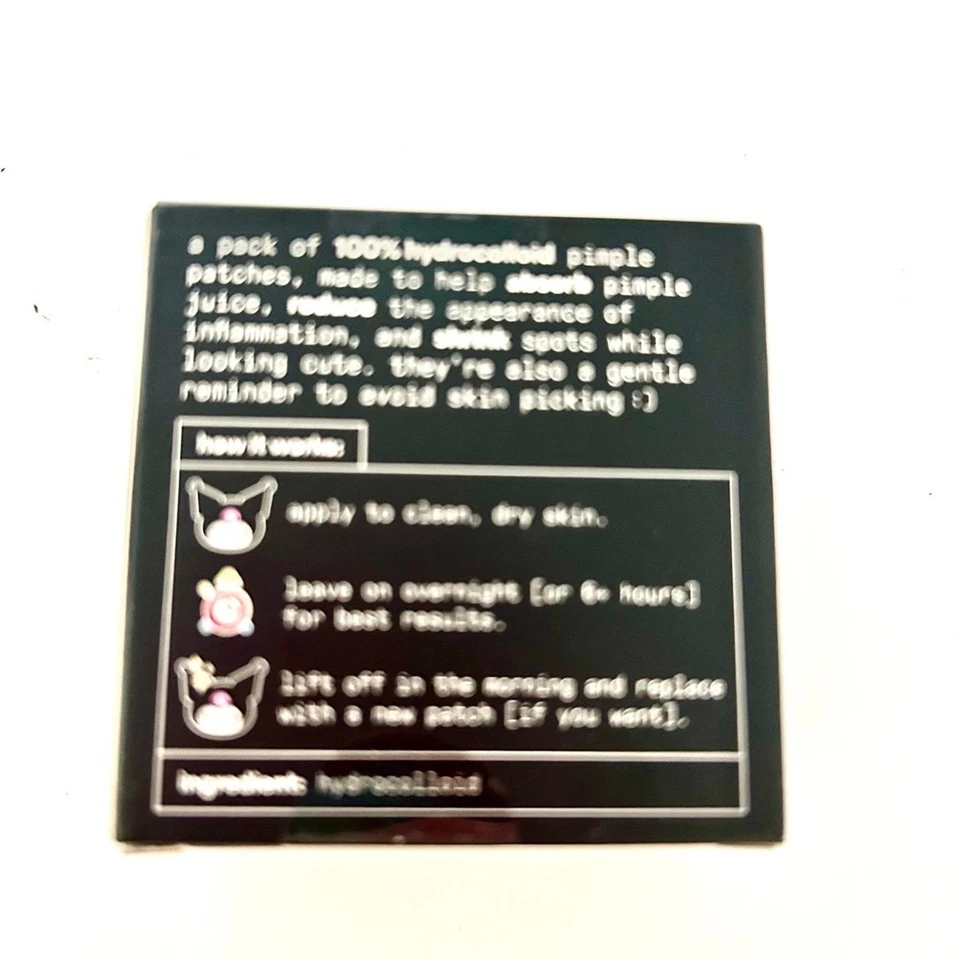 a pack of 100% hydrocolloid pimple
patches, made to help absorb pimple
juice, reduce the appearance of
inflammation, and shrink spots while
looking cute. they're also a gentle
reminder to avoid skin picking :)
how it works:
apply to clean, dry skin.
leave on overnight [or 6+ hours]
for best results.
lift off in the morning and replace
with a new patch [if you want].
ingredient: hydrocolloid